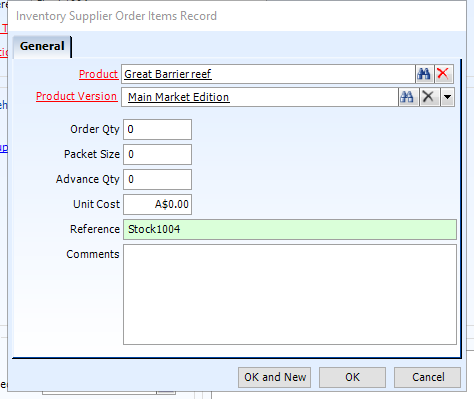 Inventory Supplier Order Items Record
General
Product Great Barrier reef
Product Version Main Market Edition
Order Qty 0
Packet Size 0
Advance Qty 0
Unit Cost A$0.00
Reference Stock1004
Comments
OK and New OK Cancel